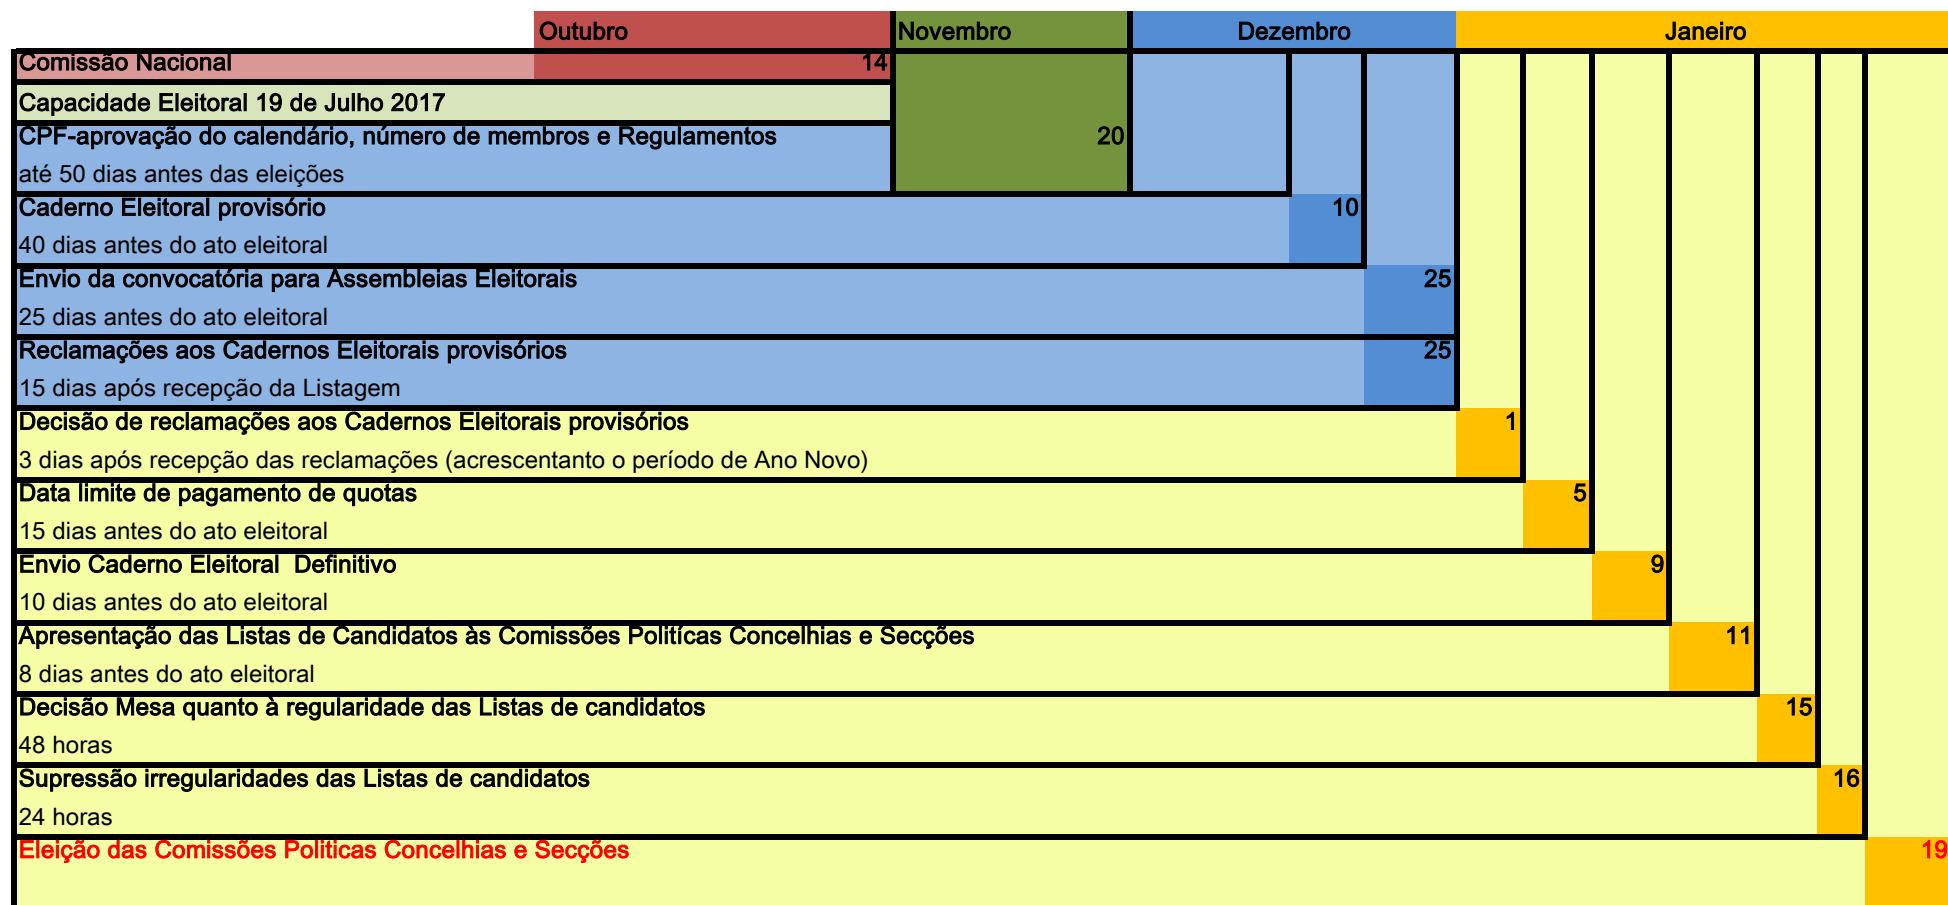 Outubro Novembro Dezembro Janeiro
Comissão Nacional 14
Capacidade Eleitoral 19 de Julho 2017
CPF-aprovação do calendário, número de membros e Regulamentos 20
até 50 dias antes das eleições
Caderno Eleitoral provisório 10
40 dias antes do ato eleitoral
Envio da convocatória para Assembleias Eleitorais 25
25 dias antes do ato eleitoral
Reclamações aos Cadernos Eleitorais provisórios 25
15 dias após recepção da Listagem
Decisão de reclamações aos Cadernos Eleitorais provisórios 1
3 dias após recepção das reclamações (acrescentanto o período de Ano Novo)
Data limite de pagamento de quotas 5
15 dias antes do ato eleitoral
Envio Caderno Eleitoral  Definitivo 9
10 dias antes do ato eleitoral
Apresentação das Listas de Candidatos às Comissões Politícas Concelhias e Secções 11
8 dias antes do ato eleitoral
Decisão Mesa quanto à regularidade das Listas de candidatos 15
48 horas
Supressão irregularidades das Listas de candidatos 16
24 horas
Eleição das Comissões Politicas Concelhias e Secções 19